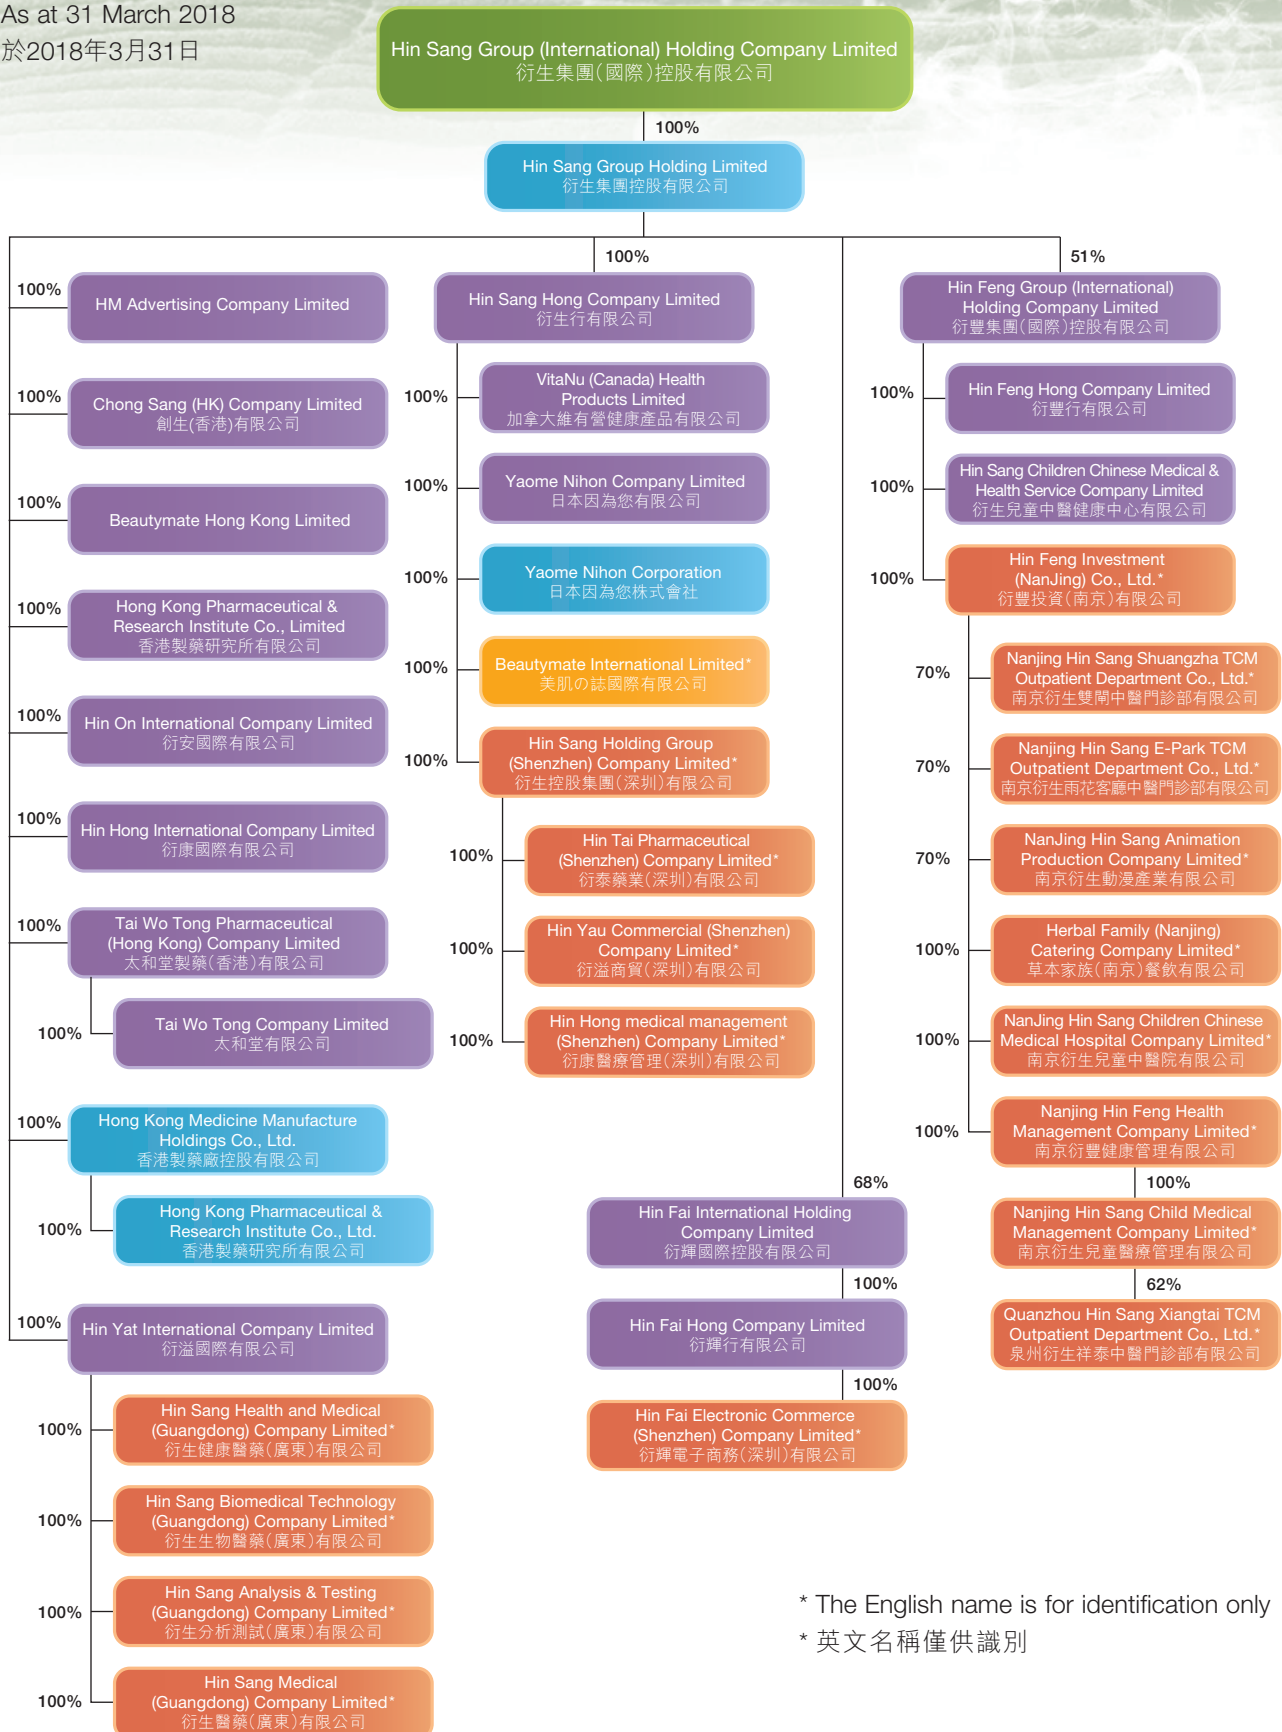 As at 31 March 2018
於2018年3月31日
Hin Sang Group (International) Holding Company Limited
衍生集團(國際)控股有限公司
100%
Hin Sang Group Holding Limited
衍生集團控股有限公司
100%
HM Advertising Company Limited
100%
Chong Sang (HK) Company Limited
創生(香港)有限公司
100%
Beautymate Hong Kong Limited
100%
Hong Kong Pharmaceutical &
Research Institute Co., Limited
香港製藥研究所有限公司
100%
Hin On International Company Limited
衍安國際有限公司
100%
Hin Hong International Company Limited
衍康國際有限公司
100%
Tai Wo Tong Pharmaceutical
(Hong Kong) Company Limited
太和堂製藥(香港)有限公司
100%
Tai Wo Tong Company Limited
太和堂有限公司
100%
Hong Kong Medicine Manufacture
Holdings Co., Ltd.
香港製藥廠控股有限公司
100%
Hong Kong Pharmaceutical &
Research Institute Co., Ltd.
香港製藥研究所有限公司
100%
Hin Yat International Company Limited
衍溢國際有限公司
100%
Hin Sang Health and Medical
(Guangdong) Company Limited*
衍生健康醫藥(廣東)有限公司
100%
Hin Sang Biomedical Technology
(Guangdong) Company Limited*
衍生生物醫藥(廣東)有限公司
100%
Hin Sang Analysis & Testing
(Guangdong) Company Limited*
衍生分析測試(廣東)有限公司
100%
Hin Sang Medical
(Guangdong) Company Limited*
衍生醫藥(廣東)有限公司
100%
Hin Sang Hong Company Limited
衍生行有限公司
100%
VitaNu (Canada) Health
Products Limited
加拿大維有營健康產品有限公司
100%
Yaome Nihon Company Limited
日本因為您有限公司
100%
Yaome Nihon Corporation
日本因為您株式會社
100%
Beautymate International Limited*
美肌の誌國際有限公司
100%
Hin Sang Holding Group
(Shenzhen) Company Limited*
衍生控股集團(深圳)有限公司
100%
Hin Tai Pharmaceutical
(Shenzhen) Company Limited*
衍泰藥業(深圳)有限公司
100%
Hin Yau Commercial (Shenzhen)
Company Limited*
衍溢商貿(深圳)有限公司
100%
Hin Hong medical management
(Shenzhen) Company Limited*
衍康醫療管理(深圳)有限公司
68%
Hin Fai International Holding
Company Limited
衍輝國際控股有限公司
100%
Hin Fai Hong Company Limited
衍輝行有限公司
100%
Hin Fai Electronic Commerce
(Shenzhen) Company Limited*
衍輝電子商務(深圳)有限公司
51%
Hin Feng Group (International)
Holding Company Limited
衍豐集團(國際)控股有限公司
100%
Hin Feng Hong Company Limited
衍豐行有限公司
100%
Hin Sang Children Chinese Medical &
Health Service Company Limited
衍生兒童中醫健康中心有限公司
100%
Hin Feng Investment
(NanJing) Co., Ltd.*
衍豐投資(南京)有限公司
70%
Nanjing Hin Sang Shuangzha TCM
Outpatient Department Co., Ltd.*
南京衍生雙閘中醫門診部有限公司
70%
Nanjing Hin Sang E-Park TCM
Outpatient Department Co., Ltd.*
南京衍生雨花客廳中醫門診部有限公司
70%
NanJing Hin Sang Animation
Production Company Limited*
南京衍生動漫產業有限公司
100%
Herbal Family (Nanjing)
Catering Company Limited*
草本家族(南京)餐飲有限公司
100%
NanJing Hin Sang Children Chinese
Medical Hospital Company Limited*
南京衍生兒童中醫院有限公司
100%
Nanjing Hin Feng Health
Management Company Limited*
南京衍豐健康管理有限公司
100%
Nanjing Hin Sang Child Medical
Management Company Limited*
南京衍生兒童醫療管理有限公司
62%
Quanzhou Hin Sang Xiangtai TCM
Outpatient Department Co., Ltd.*
泉州衍生祥泰中醫門診部有限公司
* The English name is for identification only
* 英文名稱僅供識別